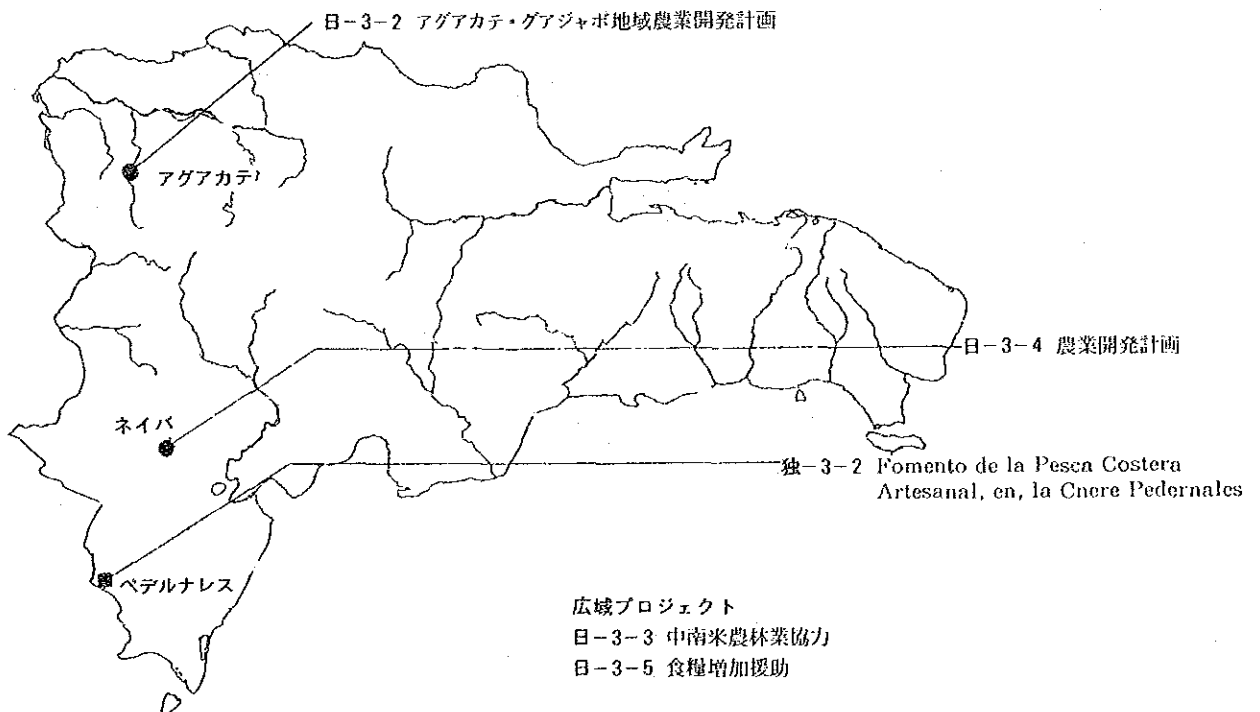 日-3-2 アグアカテ・グアジャボ地域農業開発計画
アグアカテ
日-3-4 農業開発計画
ネイバ
独-3-2 Fomento de la Pesca Costera
Artesanal, en, la Cnere Pedernales
ペデルナレス
広域プロジェクト
日-3-3 中南米農林業協力
日-3-5 食糧増加援助